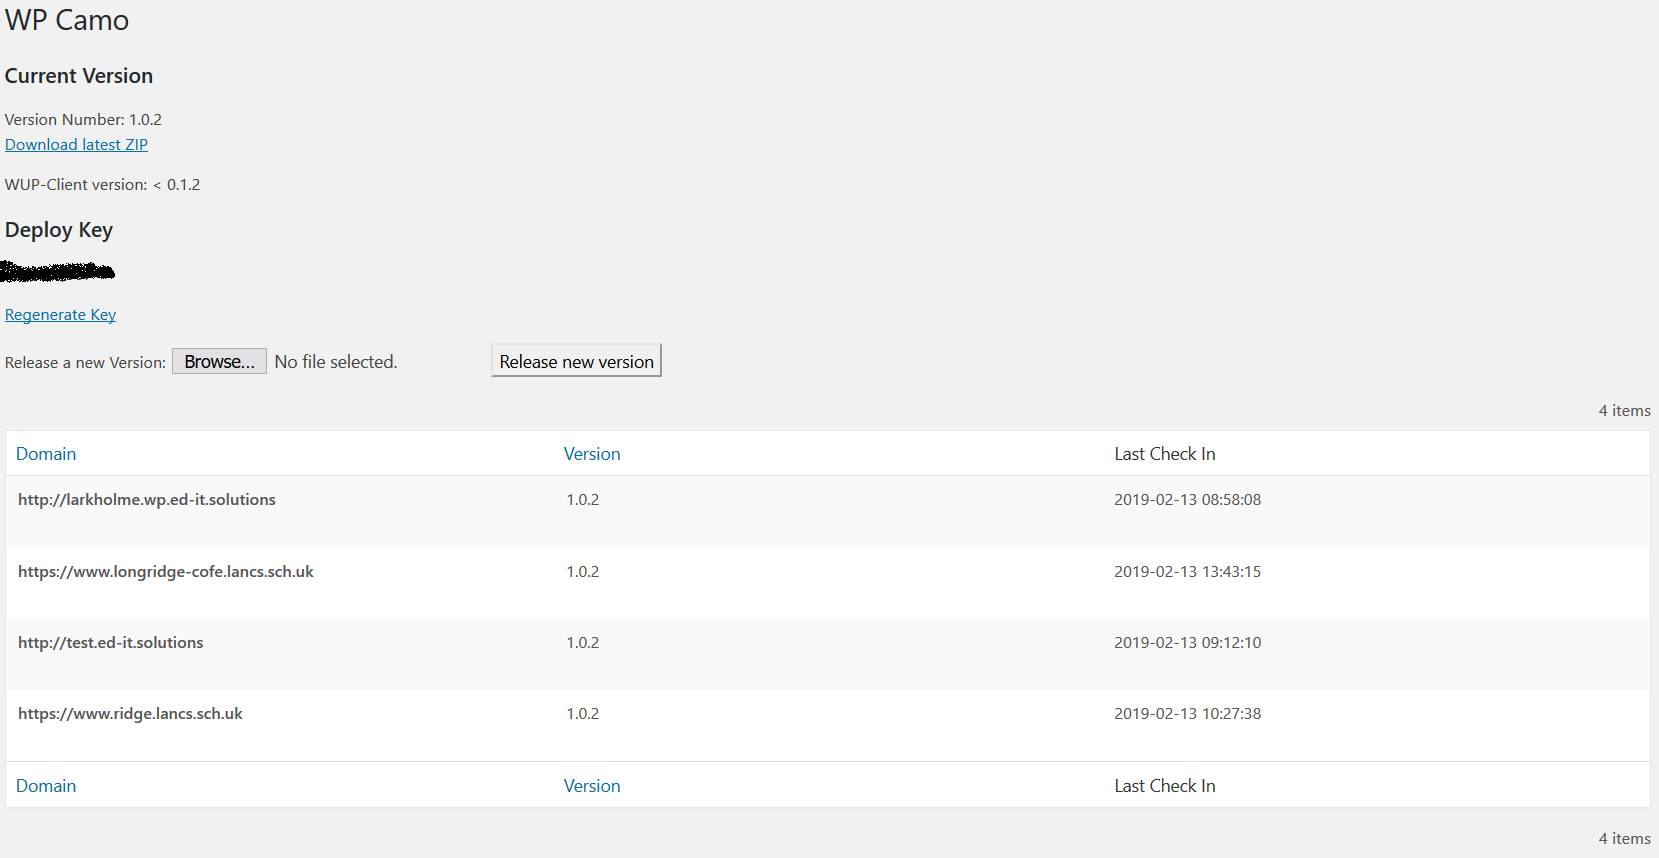 WP Camo
Current Version
Version Number: 1.0.2
Download latest ZIP
WUP-Client version: < 0.1.2
Deploy Key
Regenerate Key
Release a new Version: Browse... No file selected. Release new version
4 items
Domain Version Last Check In
http://larkholme.wp.ed-it.solutions 1.0.2 2019-02-13 08:58:08
https://www.longridge-cofe.lancs.sch.uk 1.0.2 2019-02-13 13:43:15
http://test.ed-it.solutions 1.0.2 2019-02-13 09:12:10
https://www.ridge.lancs.sch.uk 1.0.2 2019-02-13 10:27:38
Domain Version Last Check In
4 items